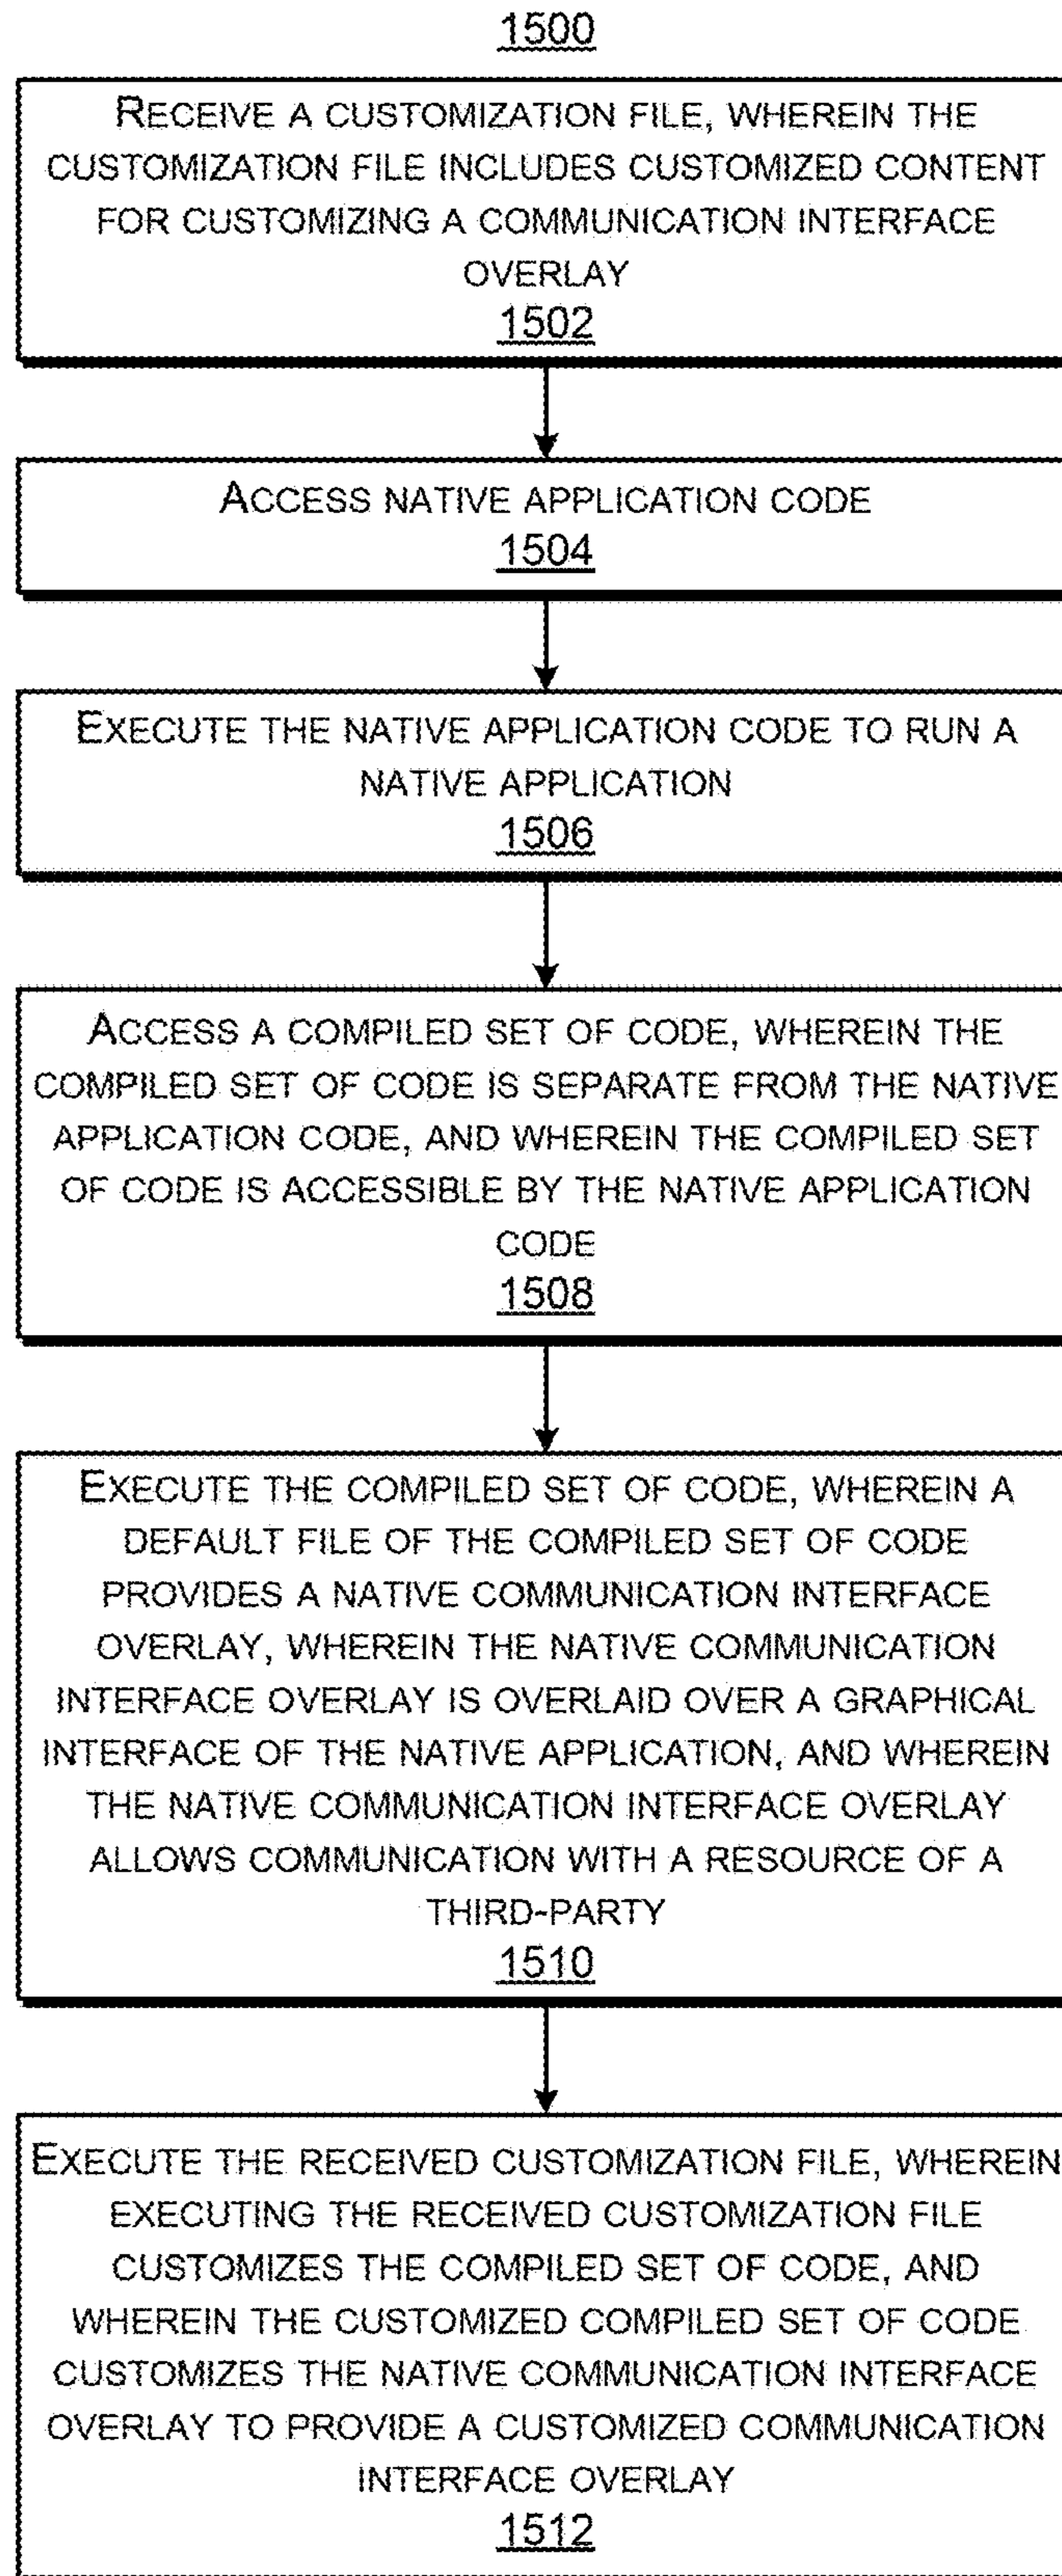 1500
RECEIVE A CUSTOMIZATION FILE, WHEREIN THE
CUSTOMIZATION FILE INCLUDES CUSTOMIZED CONTENT
FOR CUSTOMIZING A COMMUNICATION INTERFACE
OVERLAY
1502
ACCESS NATIVE APPLICATION CODE
1504
EXECUTE THE NATIVE APPLICATION CODE TO RUN A
NATIVE APPLICATION
1506
ACCESS A COMPILED SET OF CODE, WHEREIN THE
COMPILED SET OF CODE IS SEPARATE FROM THE NATIVE
APPLICATION CODE, AND WHEREIN THE COMPILED SET
OF CODE IS ACCESSIBLE BY THE NATIVE APPLICATION
CODE
1508
EXECUTE THE COMPILED SET OF CODE, WHEREIN A
DEFAULT FILE OF THE COMPILED SET OF CODE
PROVIDES A NATIVE COMMUNICATION INTERFACE
OVERLAY, WHEREIN THE NATIVE COMMUNICATION
INTERFACE OVERLAY IS OVERLAID OVER A GRAPHICAL
INTERFACE OF THE NATIVE APPLICATION, AND WHEREIN
THE NATIVE COMMUNICATION INTERFACE OVERLAY
ALLOWS COMMUNICATION WITH A RESOURCE OF A
THIRD-PARTY
1510
EXECUTE THE RECEIVED CUSTOMIZATION FILE, WHEREIN
EXECUTING THE RECEIVED CUSTOMIZATION FILE
CUSTOMIZES THE COMPILED SET OF CODE, AND
WHEREIN THE CUSTOMIZED COMPILED SET OF CODE
CUSTOMIZES THE NATIVE COMMUNICATION INTERFACE
OVERLAY TO PROVIDE A CUSTOMIZED COMMUNICATION
INTERFACE OVERLAY
1512